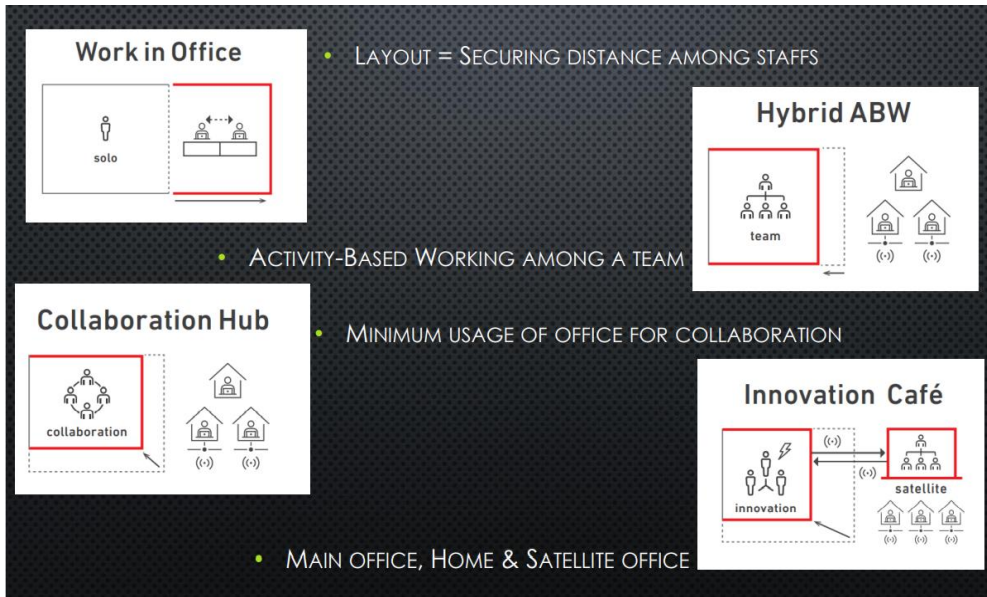 Work in Office
solo
• LAYOUT = SECURING DISTANCE AMONG STAFFS
Hybrid ABW
team
• ACTIVITY-BASED WORKING AMONG A TEAM
Collaboration Hub
collaboration
• MINIMUM USAGE OF OFFICE FOR COLLABORATION
Innovation Café
innovation
satellite
• MAIN OFFICE, HOME & SATELLITE OFFICE